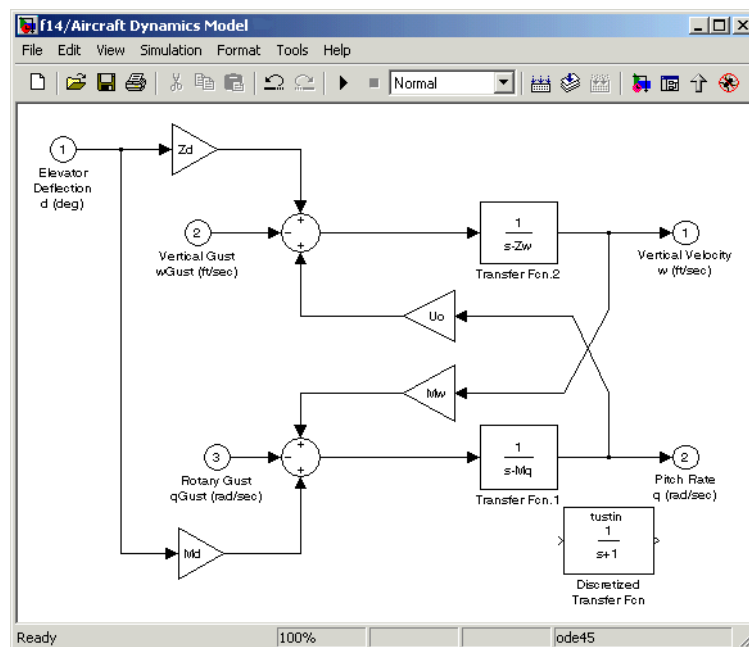 f14/Aircraft Dynamics Model
File Edit View Simulation Format Tools Help
Normal
1
Elevator
Deflection
d (deg)
Zd
2
Vertical Gust
wGust (ft/sec)
+
-
+
1
s-Zw
Transfer Fcn.2
1
Vertical Velocity
w (ft/sec)
Uo
Mw
3
Rotary Gust
qGust (rad/sec)
+
-
+
1
s-Mq
Transfer Fcn.1
2
Pitch Rate
q (rad/sec)
Md
tustin
1
s+1
Discretized
Transfer Fcn
Ready 100% ode45